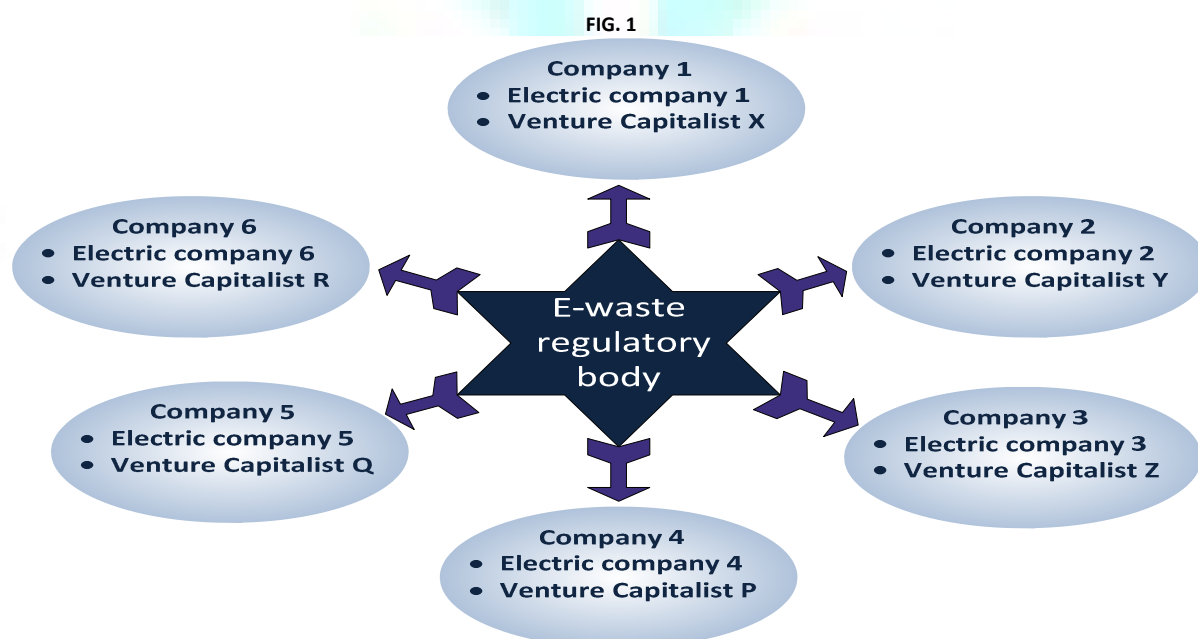 FIG. 1
Company 1
• Electric company 1
• Venture Capitalist X
Company 6
• Electric company 6
• Venture Capitalist R
Company 2
• Electric company 2
• Venture Capitalist Y
E-waste
regulatory
body
Company 5
• Electric company 5
• Venture Capitalist Q
Company 3
• Electric company 3
• Venture Capitalist Z
Company 4
• Electric company 4
• Venture Capitalist P